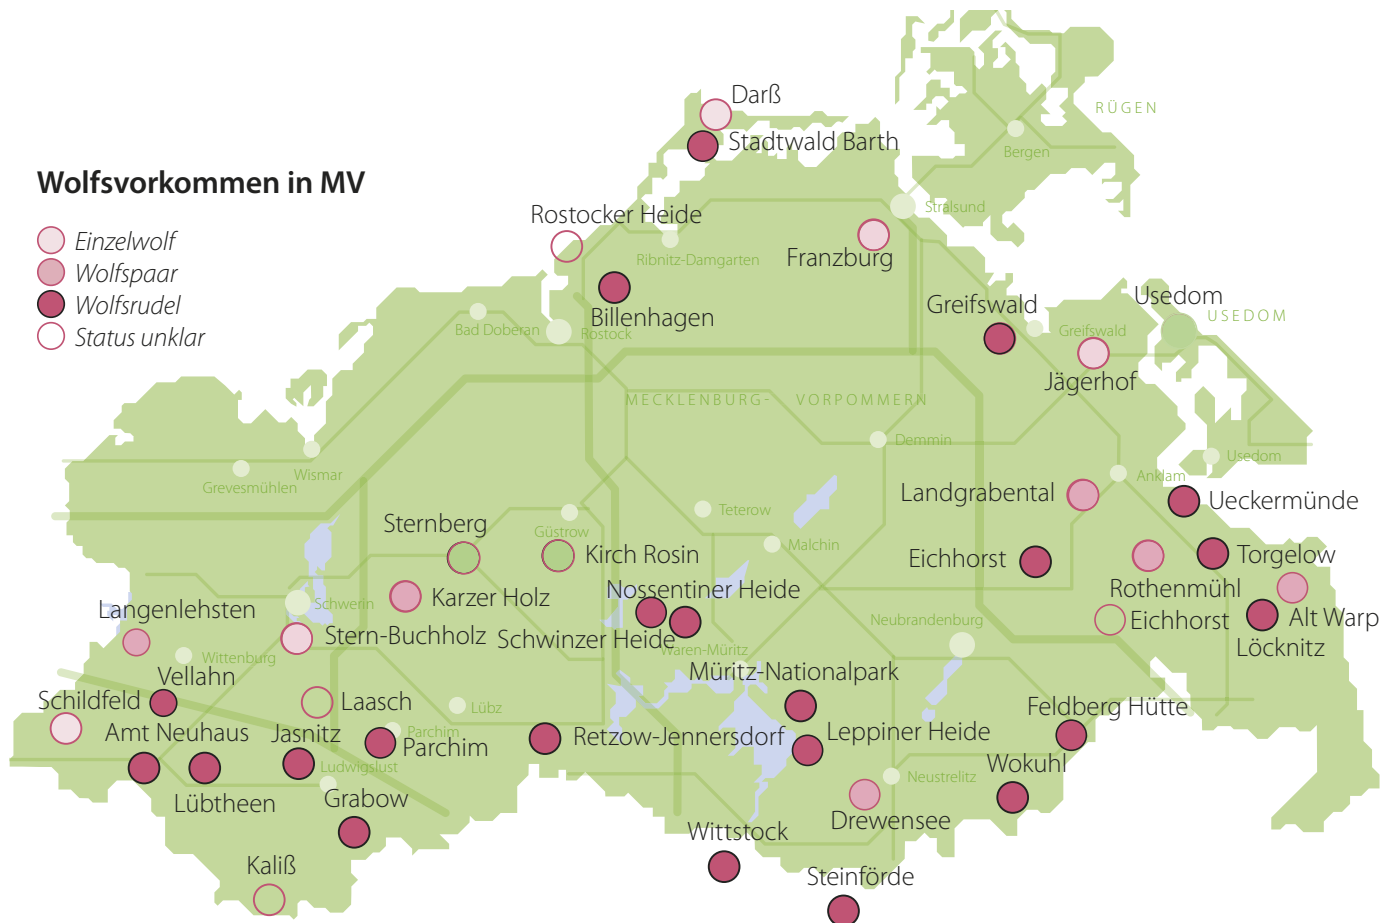 Darß
RÜGEN
Stadtwald Barth
Bergen
Wolfsvorkommen in MV
Stralsund
Rostocker Heide
Einzelwolf
Wolfspaar
Wolfsrudel
Status unklar
Ribnitz-Damgarten
Franzburg
Usedom
Greifswald
USEDOM
Billenhagen
Bad Doberan
Rostock
Greifswald
Jägerhof
MECKLENBURG- VORPOMMERN
Demmin
Usedom
Wismar
Grevesmühlen
Anklam
Landgrabental
Ueckermünde
Teterow
Sternberg
Güstrow
Malchin
Kirch Rosin
Eichhorst
Torgelow
Nossentiner Heide
Rothenmühl
Karzer Holz
Schwerin
Langenlehsten
Alt Warp
Neubrandenburg
Eichhorst
Stern-Buchholz
Schwinzer Heide
Waren-Müritz
Löcknitz
Wittenburg
Vellahn
Müritz-Nationalpark
Schildfeld
Laasch
Lübz
Feldberg Hütte
Amt Neuhaus
Jasnitz
Parchim
Parchim
Retzow-Jennersdorf
Leppiner Heide
Ludwigslust
Wokuhl
Neustrelitz
Lübtheen
Grabow
Drewensee
Wittstock
Kaliß
Steinförde